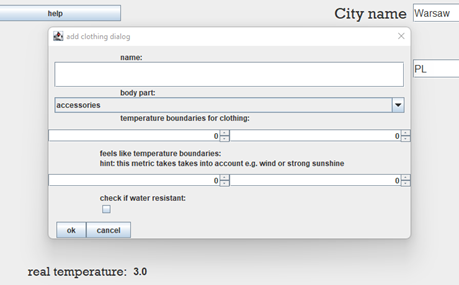 help
City name
Warsaw
add clothing dialog
name:
PL
body part:
accessories
temperature boundaries for clothing:
0 0
feels like temperature boundaries:
hint: this metric takes takes into account e.g. wind or strong sunshine
0 0
check if water resistant:
ok cancel
real temperature: 3.0